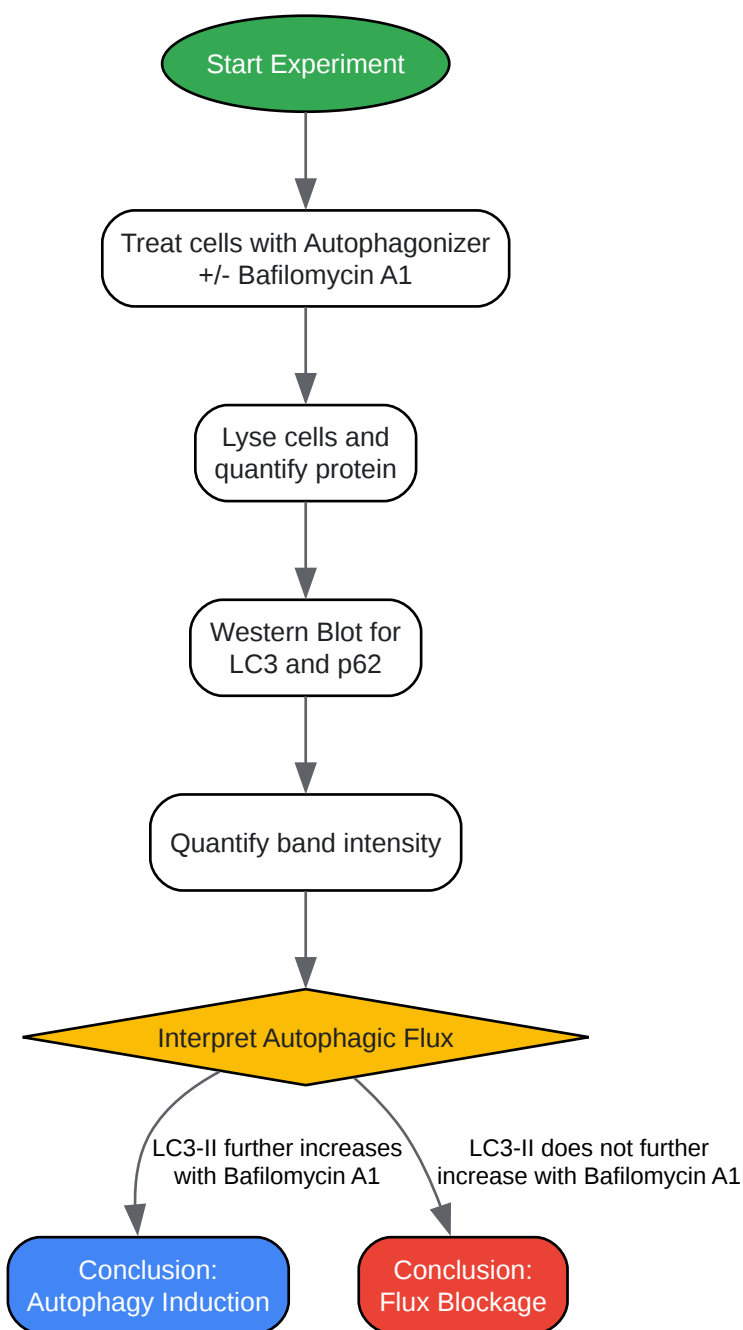 Start Experiment
Treat cells with Autophagonizer
+/- Bafilomycin A1
Lyse cells and
quantify protein
Western Blot for
LC3 and p62
Quantify band intensity
Interpret Autophagic Flux
LC3-II further increases
with Bafilomycin A1
LC3-II does not further
increase with Bafilomycin A1
Conclusion:
Autophagy Induction
Conclusion:
Flux Blockage